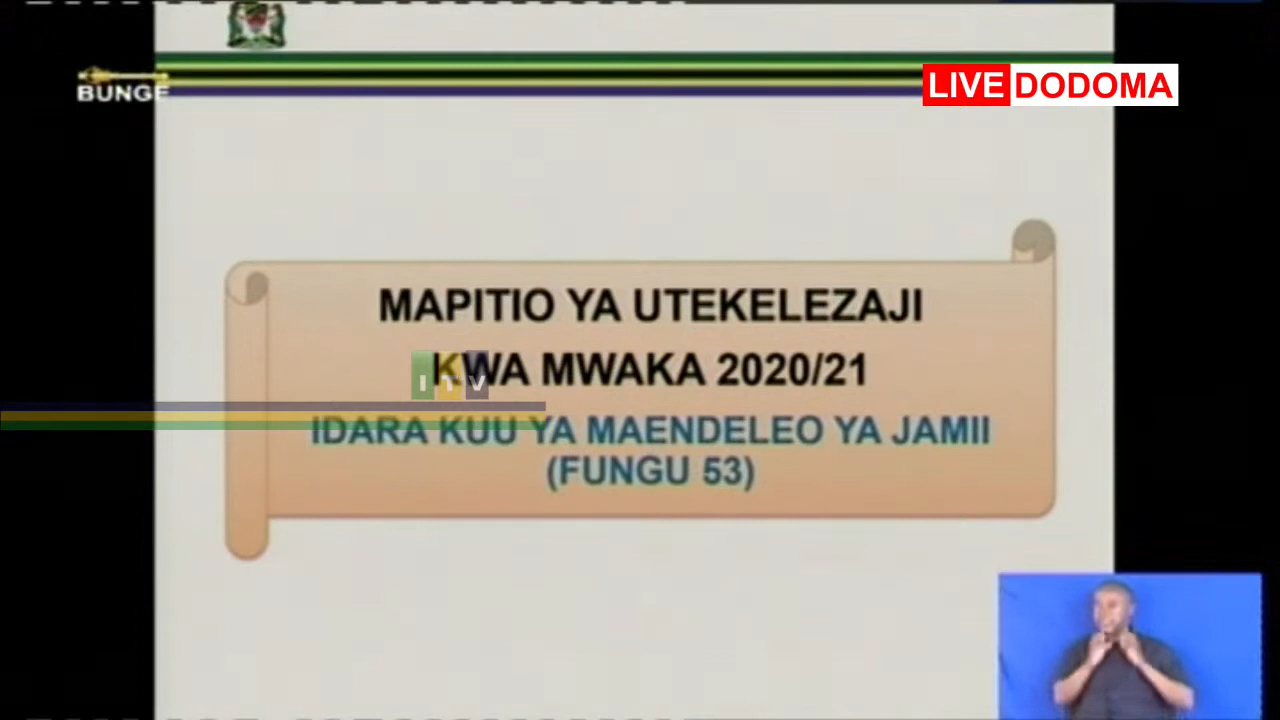 BUNGE
LIVE DODOMA
MAPITIO YA UTEKELEZAJI
KWA MWAKA 2020/21
ITV
IDARA KUU YA MAENDELEO YA JAMII
(FUNGU 53)